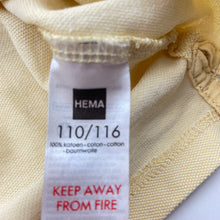 HEMA
110/116
100% katoen-coton-cotton
-baumwolle
KEEP AWAY
FROM FIRE